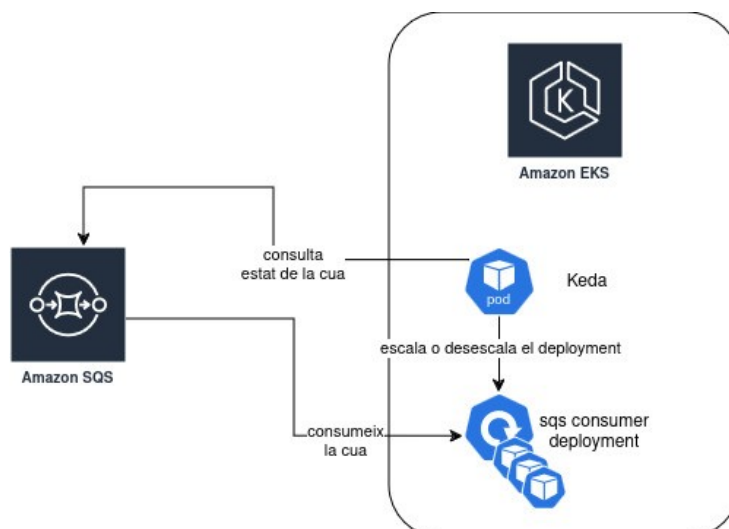 Amazon EKS
consulta
estat de la cua
pod
Keda
Amazon SQS
escala o desescala el deployment
sqs consumer
deployment
consumeix
la cua